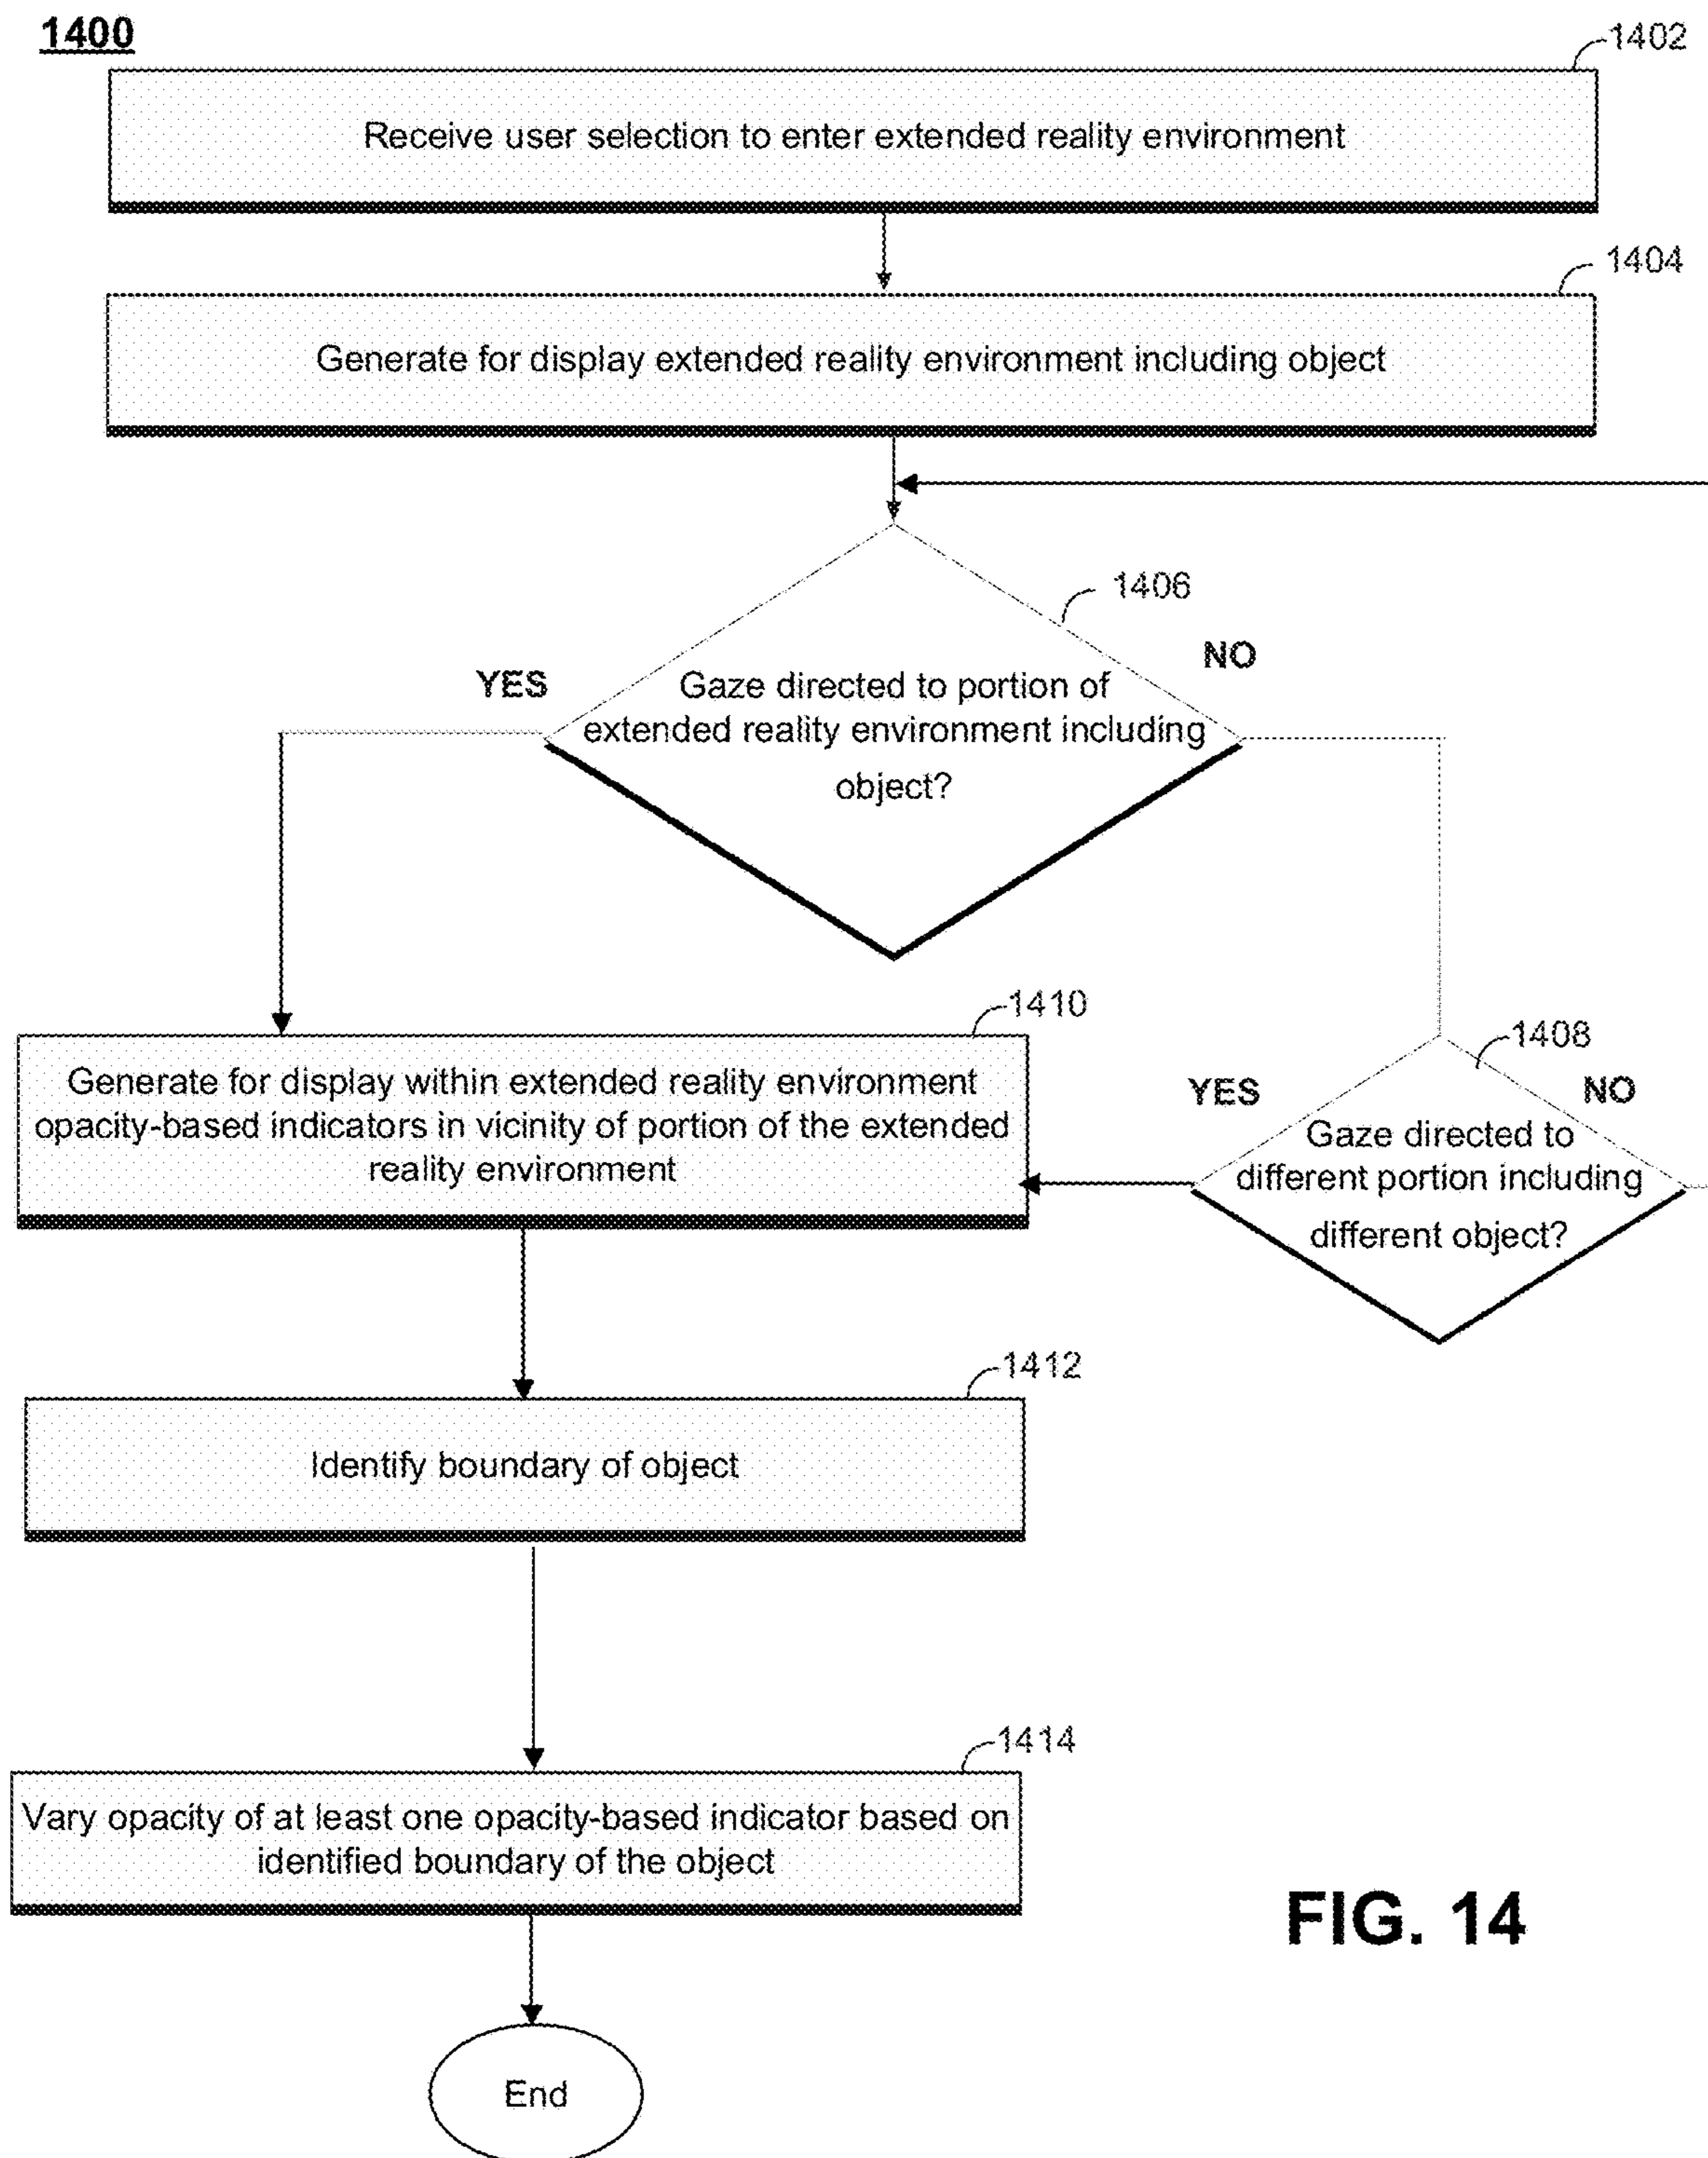 1400
1402
Receive user selection to enter extended reality environment
1404
Generate for display extended reality environment including object
1406
YES
NO
Gaze directed to portion of
extended reality environment including
object?
1410
Generate for display within extended reality environment
opacity-based indicators in vicinity of portion of the extended
reality environment
1408
YES
NO
Gaze directed to
different portion including
different object?
1412
Identify boundary of object
1414
Vary opacity of at least one opacity-based indicator based on
identified boundary of the object
FIG. 14
End